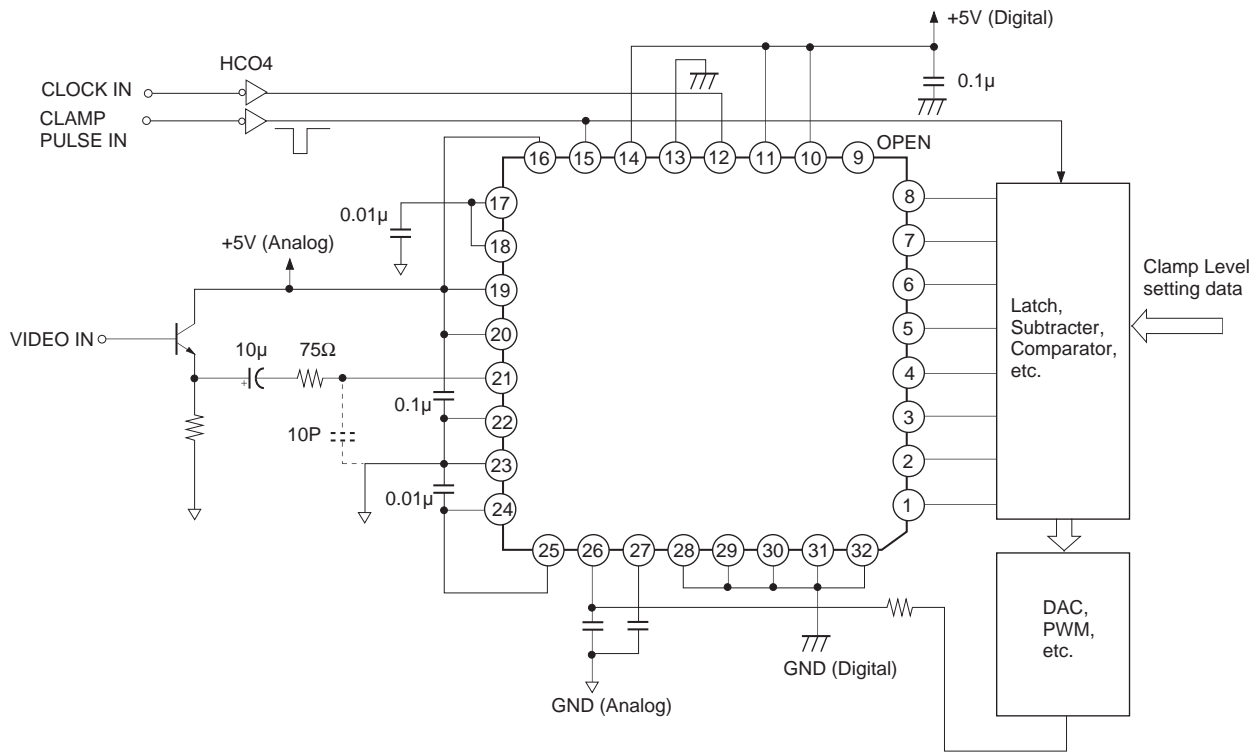 +5V (Digital)
HCO4
CLOCK IN
0.1μ
CLAMP
PULSE IN
OPEN
16
15
14
13
12
11
10
9
17
8
0.01μ
18
7
+5V (Analog)
Clamp Level
setting data
19
6
Latch,
Subtracter,
Comparator,
etc.
VIDEO IN
20
5
10μ
75Ω
+
21
4
0.1μ
22
3
10P
23
2
0.01μ
24
1
25
26
27
28
29
30
31
32
DAC,
PWM,
etc.
GND (Digital)
GND (Analog)